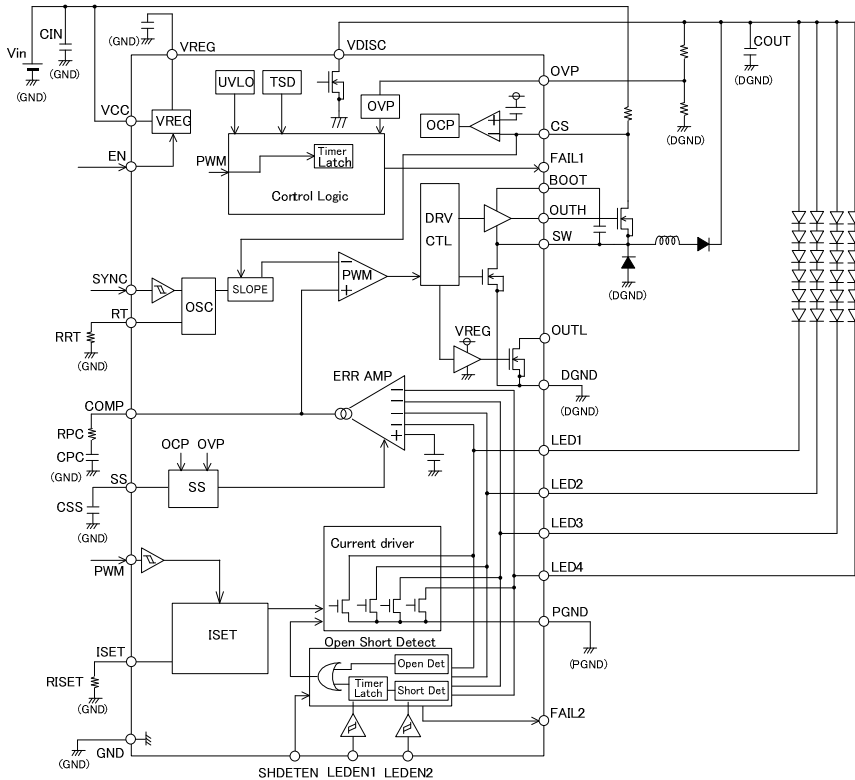 CIN
(GND)
VREG
VDISC
COUT
Vin
(GND)
(GND)
(DGND)
OVP
UVLO
TSD
OVP
VCC
VREG
OCP
CS
(DGND)
EN
PWM
Timer
Latch
Control Logic
FAIL1
BOOT
DRV
CTL
OUTH
SW
PWM
SYNC
OSC
SLOPE
(DGND)
RT
RRT
(GND)
VREG
OUTL
ERR AMP
DGND
(DGND)
COMP
RPC
CPC
(GND)
OCP
OVP
LED1
SS
SS
LED2
CSS
(GND)
LED3
Current driver
PWM
LED4
ISET
PGND
(PGND)
Open Short Detect
ISET
Open Det
RISET
(GND)
Timer
Latch
Short Det
FAIL2
GND
(GND)
SHDETEN
LEDEN1
LEDEN2